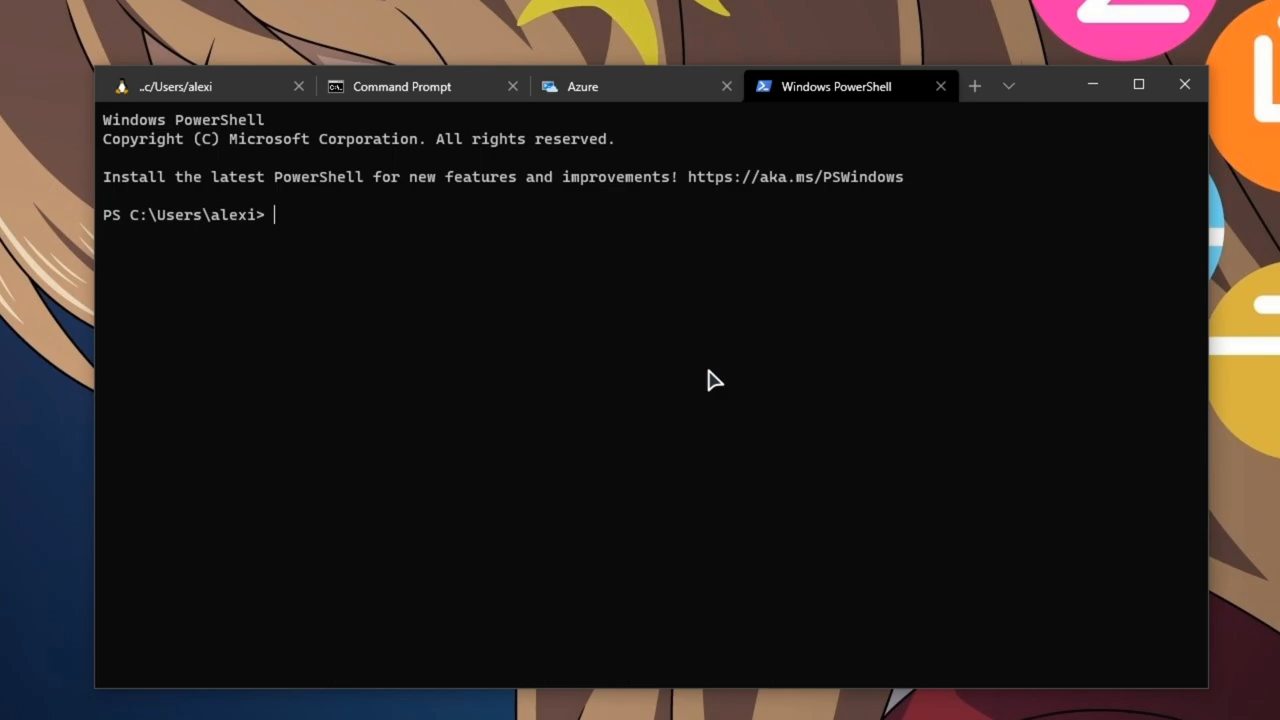 ..c/Users/alexi
Command Prompt
Azure
Windows PowerShell
Windows PowerShell
Copyright (C) Microsoft Corporation. All rights reserved.
Install the latest PowerShell for new features and improvements! https://aka.ms/PSWindows
PS C:\Users\alexi>